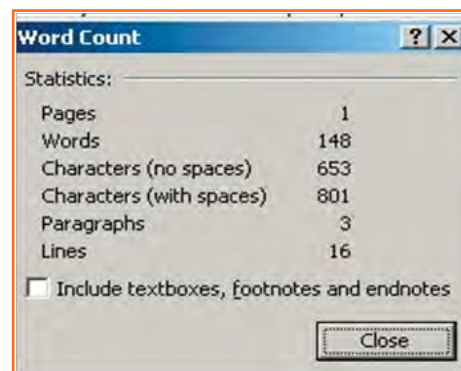 Word Count
Statistics:
Pages 1
Words 148
Characters (no spaces) 653
Characters (with spaces) 801
Paragraphs 3
Lines 16
Include textboxes, footnotes and endnotes
Close